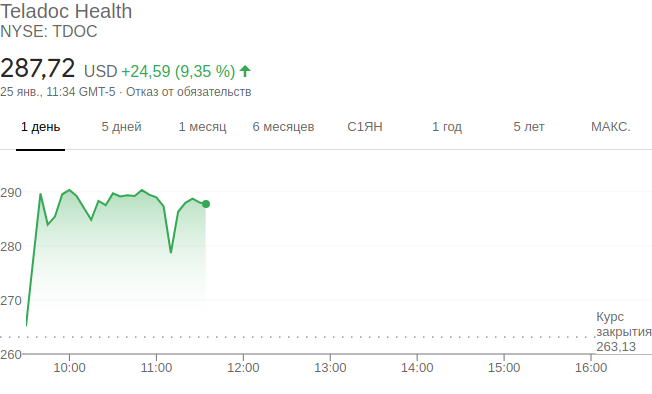 Teladoc Health
NYSE: TDOC
287,72 USD +24,59 (9,35 %)
25 янв., 11:34 GMT-5 · Отказ от обязательств
1 день 5 дней 1 месяц 6 месяцев С1ЯН 1 год 5 лет МАКС.
290
280
270
Курс
закрытия
263,13
260
10:00 11:00 12:00 13:00 14:00 15:00 16:00